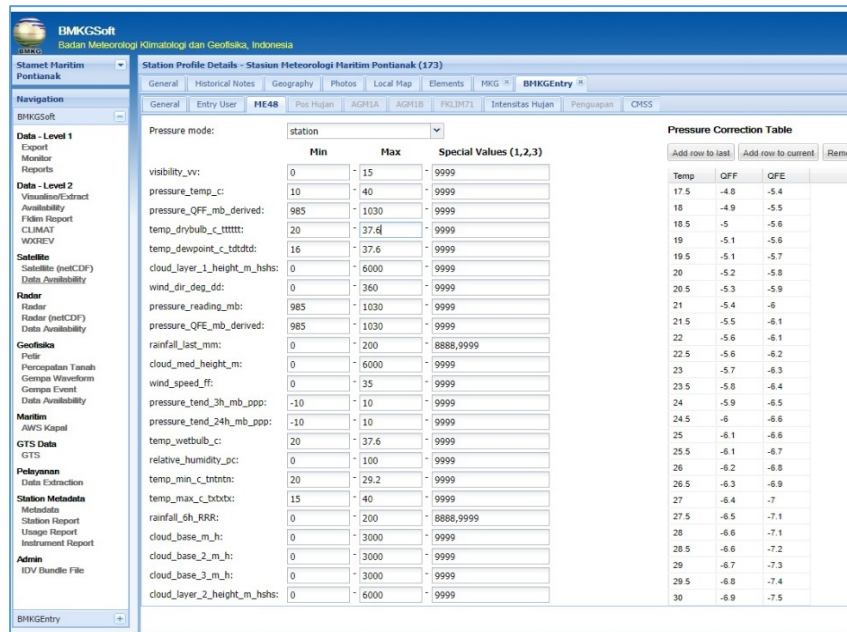 BMKGSoft
Badan Meteorologi Klimatologi dan Geofisika, Indonesia
BMKG
Stamet Maritim Pontianak
Navigation
BMKGSoft
Data - Level 1
Export
Monitor
Reports
Data - Level 2
Visualise/Extract
Availability
Fklim Report
CLIMAT
WXREV
Satellite
Satellite (netCDF)
Data Availability
Radar
Radar
Radar (netCDF)
Data Availability
Geofisika
Petir
Percepatan Tanah
Gempa Waveform
Gempa Event
Data Availability
Maritim
AWS Kapal
GTS Data
GTS
Pelayanan
Data Extraction
Station Metadata
Metadata
Station Report
Usage Report
Instrument Report
Admin
IDV Bundle File
BMKGEntry
Station Profile Details - Stasiun Meteorologi Maritim Pontianak (173)
General Historical Notes Geography Photos Local Map Elements MKG BMKGEntry
General Entry User ME48 Pos Hujan AGM1A AGM1B FKLIM71 Intensitas Hujan Penguapan CMSS
Pressure mode: station
Min Max Special Values (1,2,3)
visibility_vv: 0 - 15 - 9999
pressure_temp_c: 10 - 40 - 9999
pressure_QFF_mb_derived: 985 - 1030 - 9999
temp_drybulb_c_tttttt: 20 - 37.6 - 9999
temp_dewpoint_c_tdtdtd: 16 - 37.6 - 9999
cloud_layer_1_height_m_hshs: 0 - 6000 - 9999
wind_dir_deg_dd: 0 - 360 - 9999
pressure_reading_mb: 985 - 1030 - 9999
pressure_QFE_mb_derived: 985 - 1030 - 9999
rainfall_last_mm: 0 - 200 - 8888,9999
cloud_med_height_m: 0 - 6000 - 9999
wind_speed_ff: 0 - 35 - 9999
pressure_tend_3h_mb_ppp: -10 - 10 - 9999
pressure_tend_24h_mb_ppp: -10 - 10 - 9999
temp_wetbulb_c: 20 - 37.6 - 9999
relative_humidity_pc: 0 - 100 - 9999
temp_min_c_tntntn: 20 - 29.2 - 9999
temp_max_c_txtxtx: 15 - 40 - 9999
rainfall_6h_RRR: 0 - 200 - 8888,9999
cloud_base_m_h: 0 - 3000 - 9999
cloud_base_2_m_h: 0 - 3000 - 9999
cloud_base_3_m_h: 0 - 3000 - 9999
cloud_layer_2_height_m_hshs: 0 - 6000 - 9999
Pressure Correction Table
Add row to last Add row to current Rem
Temp QFF QFE
17.5 -4.8 -5.4
18 -4.9 -5.5
18.5 -5 -5.6
19 -5.1 -5.6
19.5 -5.1 -5.7
20 -5.2 -5.8
20.5 -5.3 -5.9
21 -5.4 -6
21.5 -5.5 -6.1
22 -5.6 -6.1
22.5 -5.6 -6.2
23 -5.7 -6.3
23.5 -5.8 -6.4
24 -5.9 -6.5
24.5 -6 -6.6
25 -6.1 -6.6
25.5 -6.1 -6.7
26 -6.2 -6.8
26.5 -6.3 -6.9
27 -6.4 -7
27.5 -6.5 -7.1
28 -6.6 -7.1
28.5 -6.6 -7.2
29 -6.7 -7.3
29.5 -6.8 -7.4
30 -6.9 -7.5